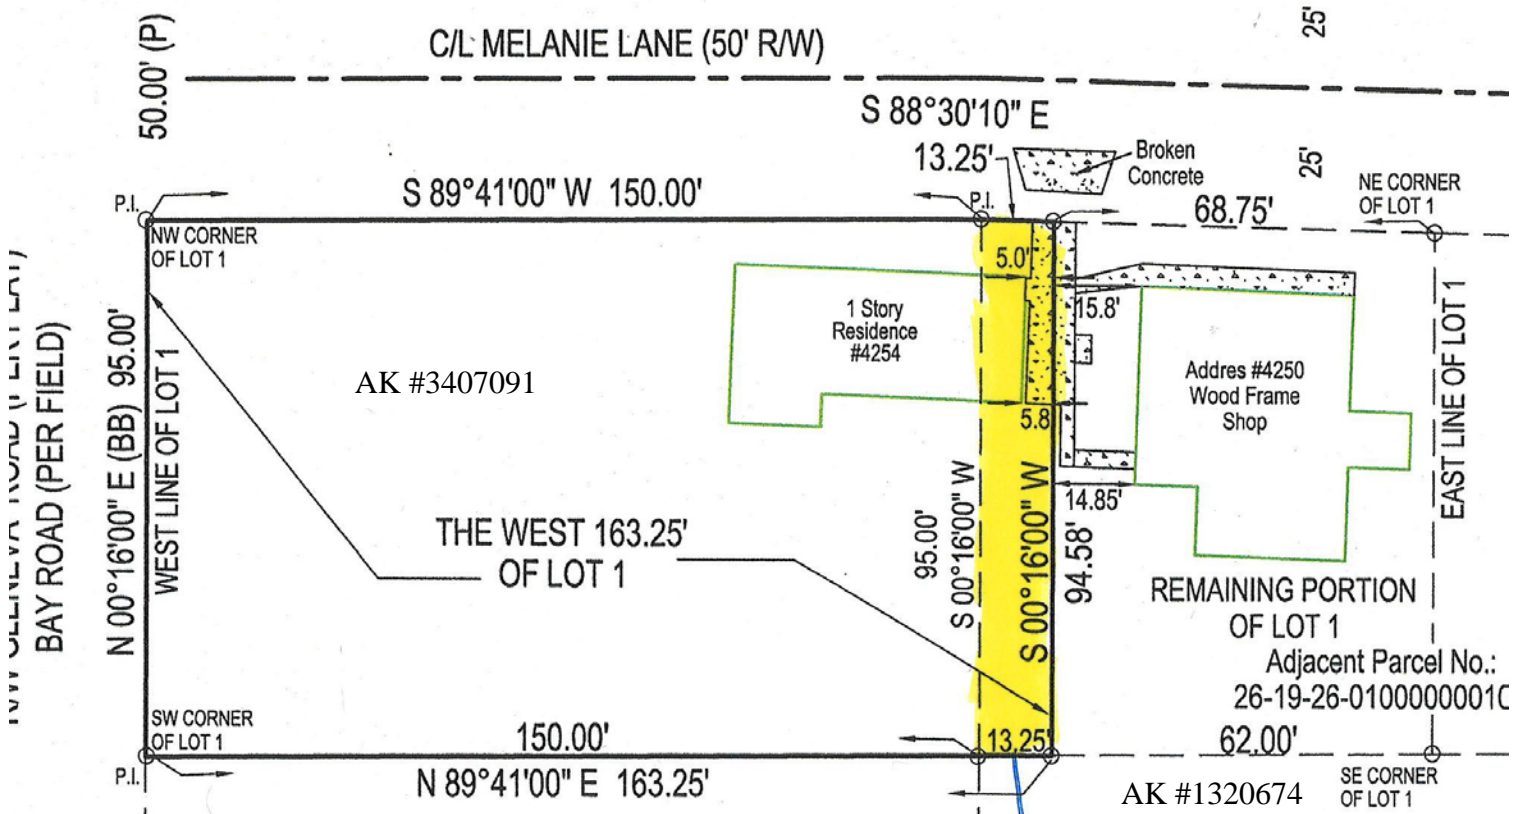 50.00' (P)
C/L MELANIE LANE (50' R/W)
25'
S 88°30'10" E
13.25'
Broken
Concrete
25'
NE CORNER
OF LOT 1
P.I.
S 89°41'00" W 150.00'
P.I.
68.75'
NW CORNER
OF LOT 1
5.0'
15.8'
1 Story
Residence
#4254
AK #3407091
Addres #4250
Wood Frame
Shop
5.8
14.85'
BAY ROAD (PER FIELD)
N 00°16'00" E (BB) 95.00'
WEST LINE OF LOT 1
THE WEST 163.25'
OF LOT 1
95.00'
S 00°16'00" W
S 00°16'00" W
94.58'
EAST LINE OF LOT 1
REMAINING PORTION
OF LOT 1
Adjacent Parcel No.:
SW CORNER
OF LOT 1
150.00'
13.25'
62.00'
P.I.
N 89°41'00" E 163.25'
AK #1320674
SE CORNER
OF LOT 1